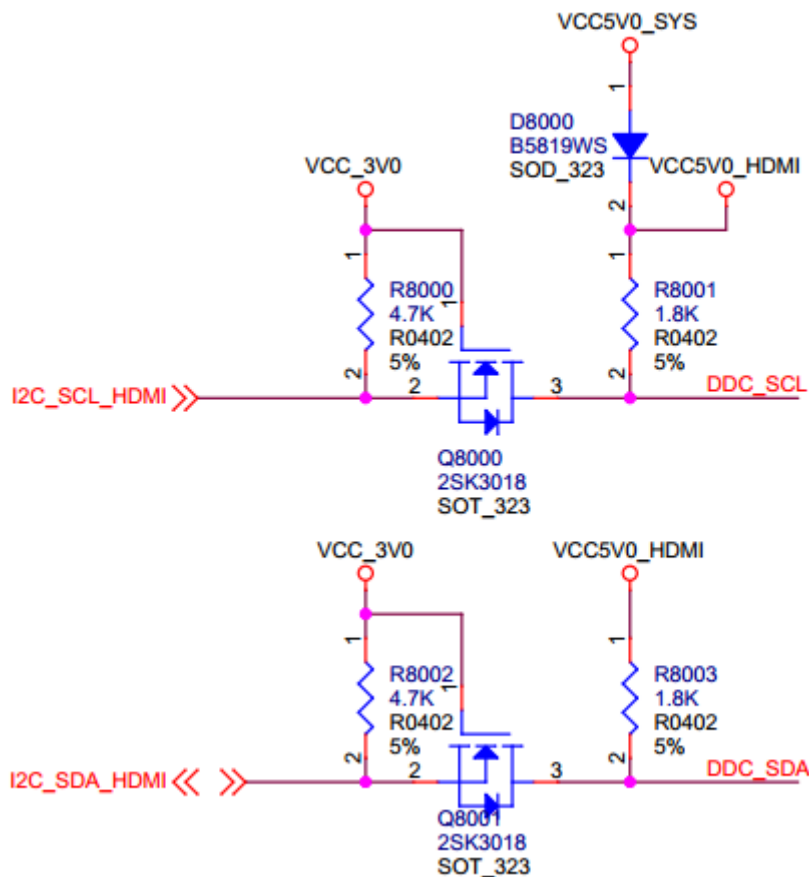 VCC5V0_SYS
1
D8000
B5819WS
SOD_323
2
VCC_3V0
VCC5V0_HDMI
1
R8000
4.7K
R0402
5%
2
1
1
R8001
1.8K
R0402
5%
2
I2C_SCL_HDMI
2
3
DDC_SCL
Q8000
2SK3018
SOT_323
VCC_3V0
VCC5V0_HDMI
1
R8002
4.7K
R0402
5%
2
1
1
R8003
1.8K
R0402
5%
2
I2C_SDA_HDMI
2
3
DDC_SDA
Q8001
2SK3018
SOT_323